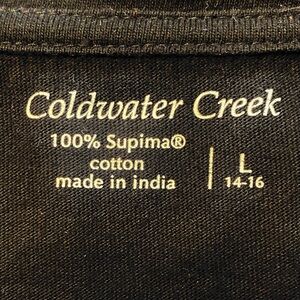 Coldwater Creek
100% Supima®
cotton
made in india
L
14-16